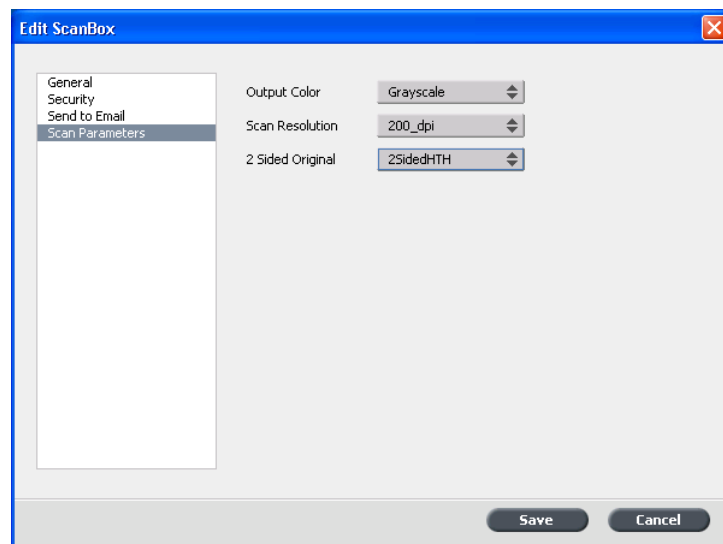 Edit ScanBox
General
Security
Send to Email
Scan Parameters
Output Color Grayscale
Scan Resolution 200_dpi
2 Sided Original 2SidedHTH
Save Cancel